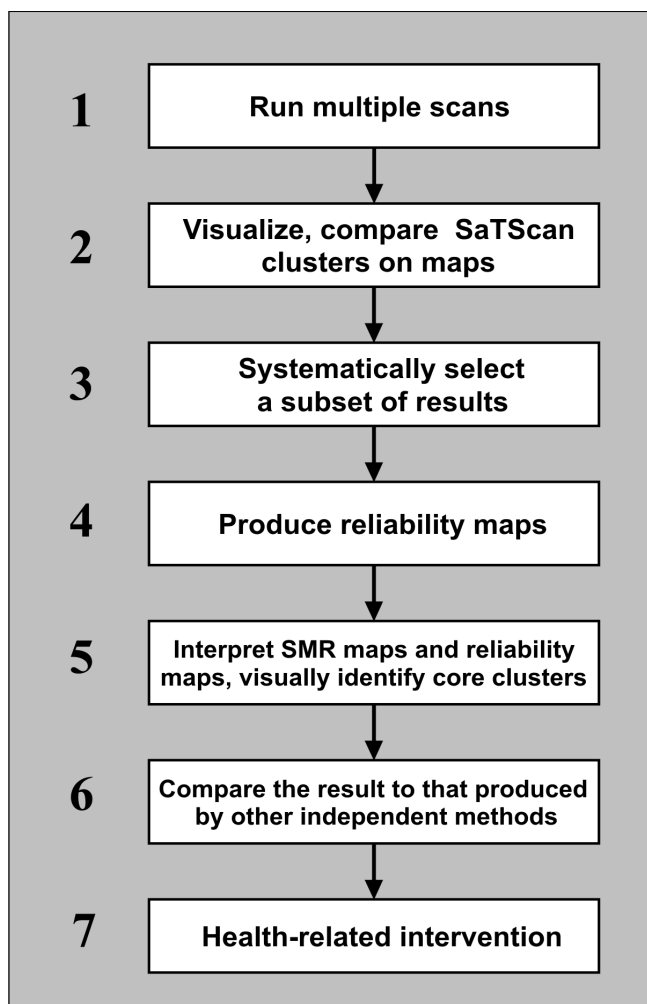 1
Run multiple scans
2
Visualize, compare SaTScan
clusters on maps
3
Systematically select
a subset of results
4
Produce reliability maps
5
Interpret SMR maps and reliability
maps, visually identify core clusters
6
Compare the result to that produced
by other independent methods
7
Health-related intervention